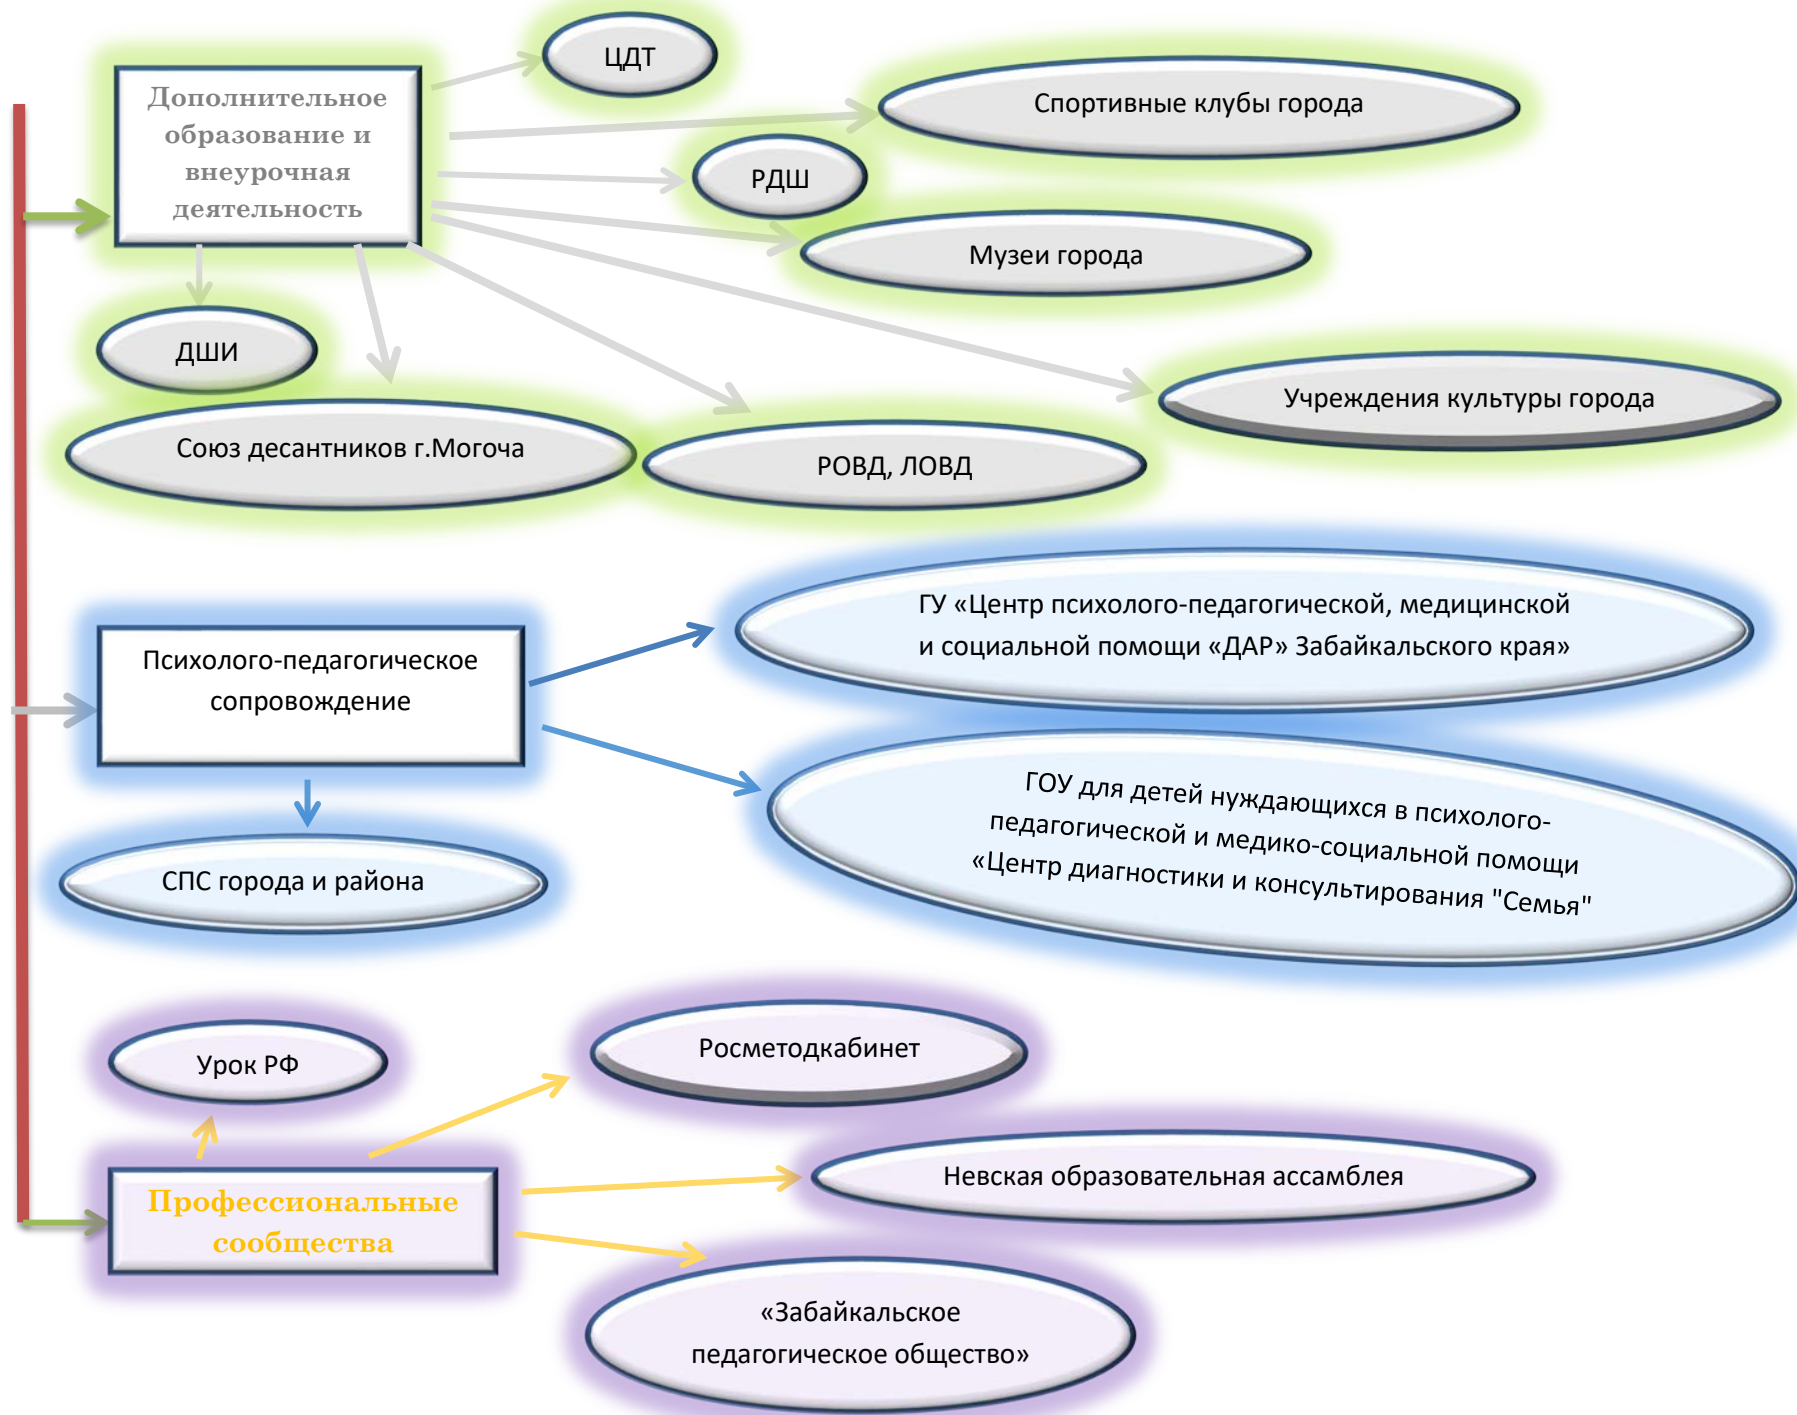 ЦДТ
Дополнительное
образование и
внеурочная
деятельность
Спортивные клубы города
РДШ
Музеи города
ДШИ
Учреждения культуры города
Союз десантников г.Могоча
РОВД, ЛОВД
ГУ «Центр психолого-педагогической, медицинской
и социальной помощи «ДАР» Забайкальского края»
Психолого-педагогическое
сопровождение
ГОУ для детей нуждающихся в психолого-
педагогической и медико-социальной помощи
«Центр диагностики и консультирования "Семья"
СПС города и района
Урок РФ
Росметодкабинет
Невская образовательная ассамблея
Профессиональные
сообщества
«Забайкальское
педагогическое общество»